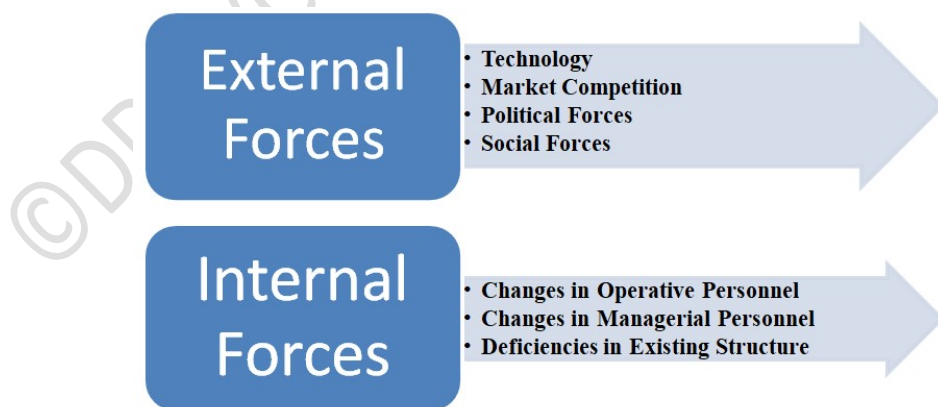 External
Forces
• Technology
• Market Competition
• Political Forces
• Social Forces
Internal
Forces
• Changes in Operative Personnel
• Changes in Managerial Personnel
• Deficiencies in Existing Structure